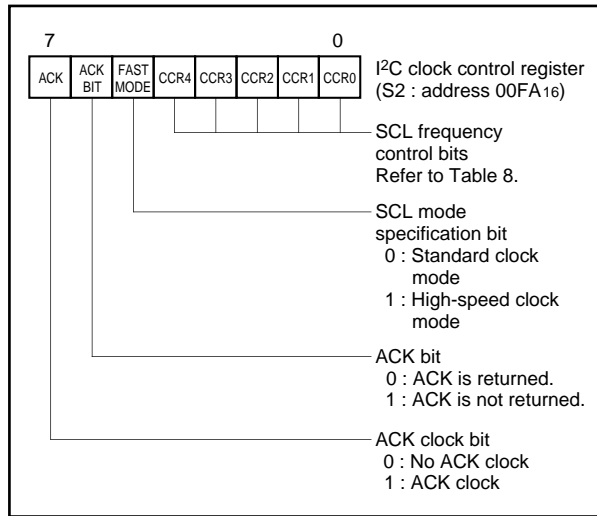 7 0
ACK ACK BIT FAST MODE CCR4 CCR3 CCR2 CCR1 CCR0
I²C clock control register
(S2 : address 00FA₁₆)
SCL frequency
control bits
Refer to Table 8.
SCL mode
specification bit
0 : Standard clock
mode
1 : High-speed clock
mode
ACK bit
0 : ACK is returned.
1 : ACK is not returned.
ACK clock bit
0 : No ACK clock
1 : ACK clock